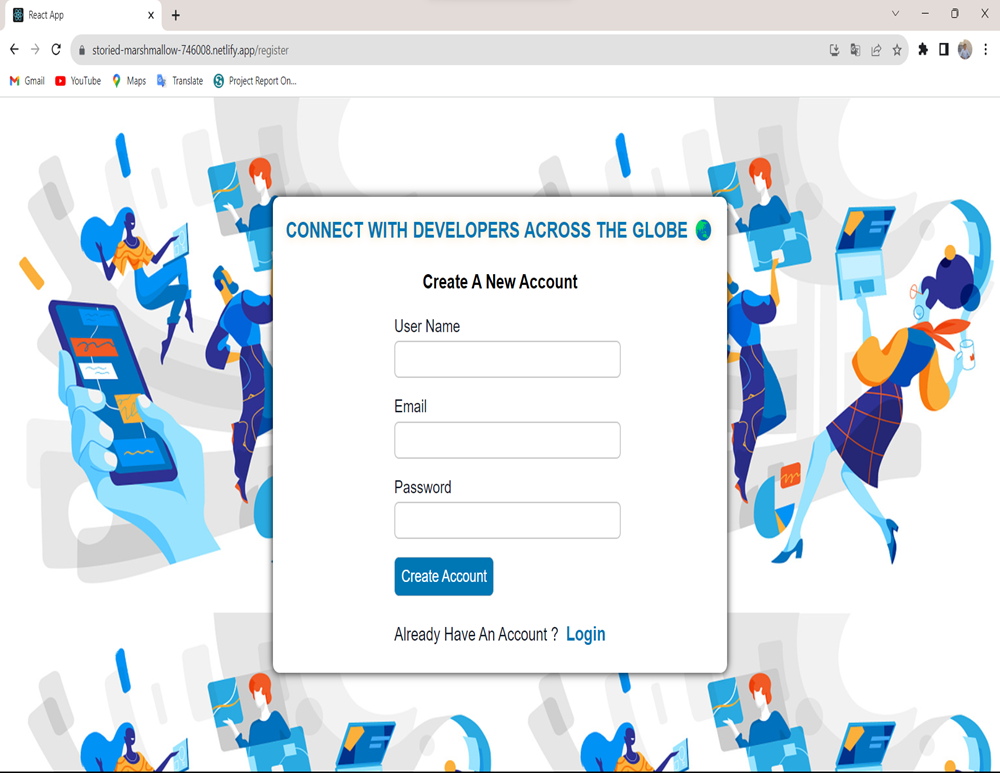 React App
storied-marshmallow-746008.netlify.app/register
Gmail YouTube Maps Translate Project Report On...
CONNECT WITH DEVELOPERS ACROSS THE GLOBE
Create A New Account
User Name
Email
Password
Create Account
Already Have An Account ? Login